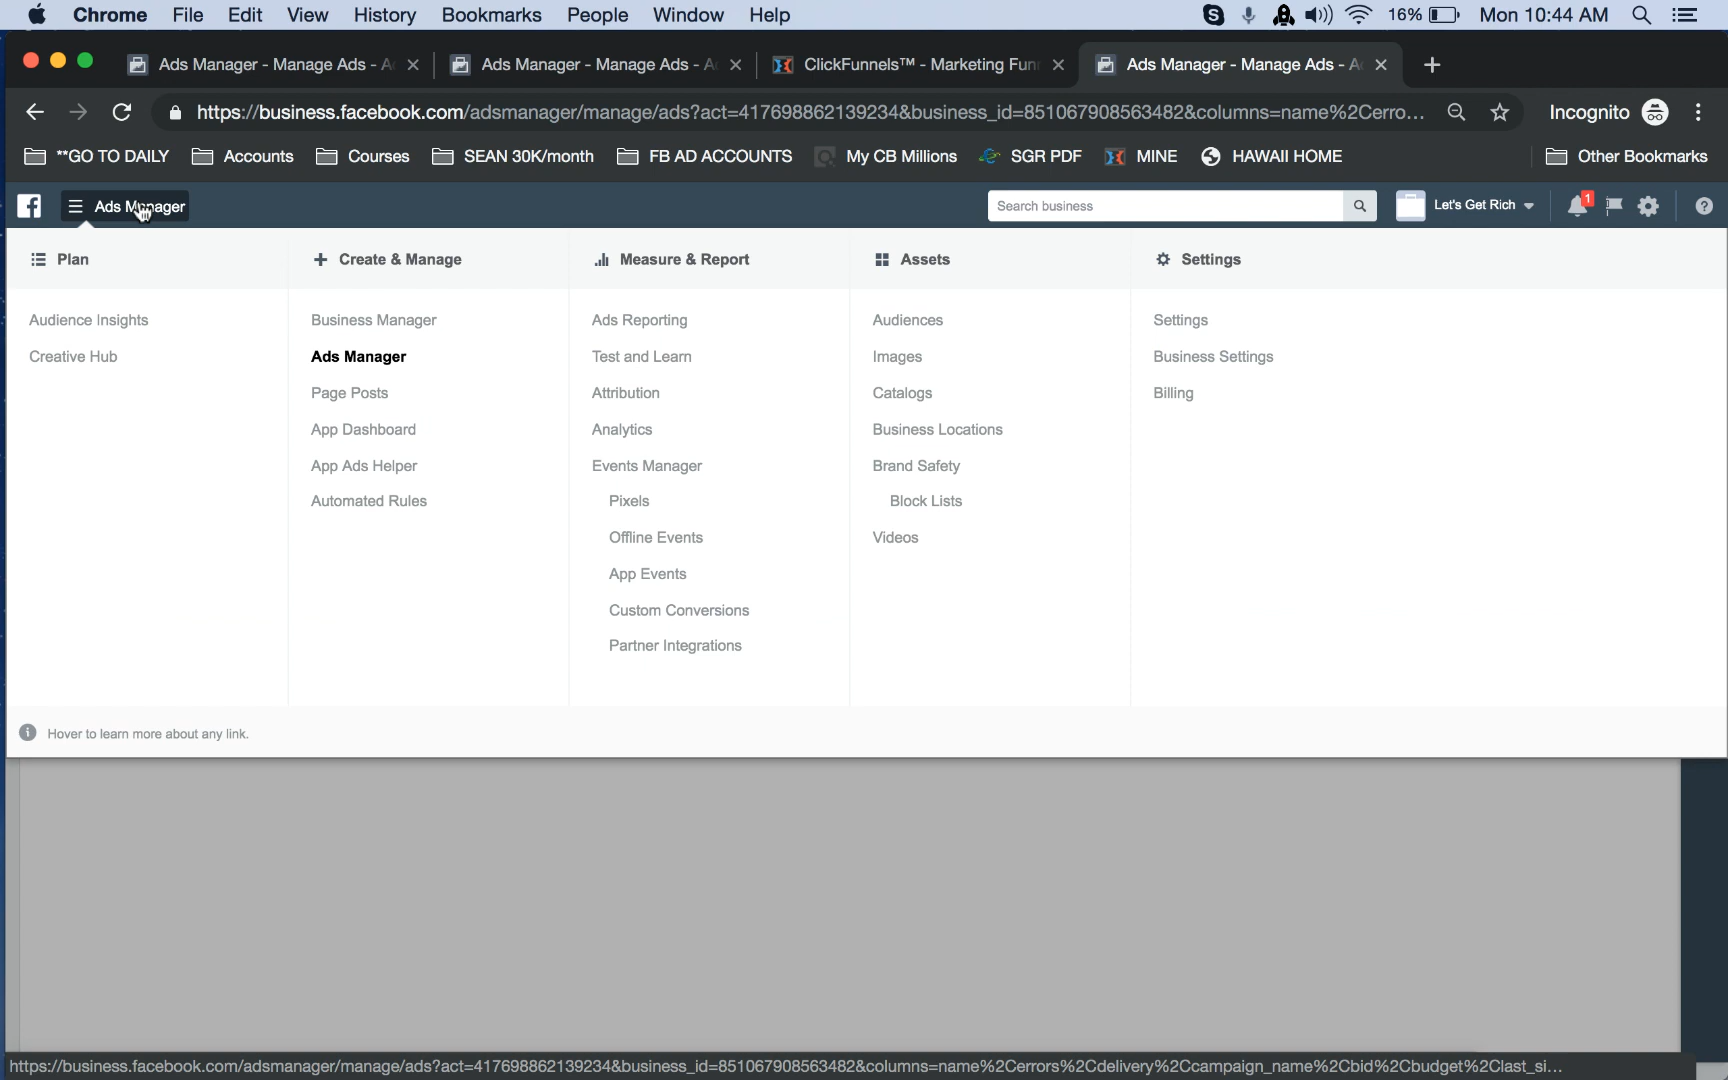 Chrome File Edit View History Bookmarks People Window Help 16% Mon 10:44 AM
Ads Manager - Manage Ads - A Ads Manager - Manage Ads - A ClickFunnels™ - Marketing Fun Ads Manager - Manage Ads - A
https://business.facebook.com/adsmanager/manage/ads?act=417698862139234&business_id=851067908563482&columns=name%2Cerro... Incognito
**GO TO DAILY Accounts Courses SEAN 30K/month FB AD ACCOUNTS My CB Millions SGR PDF MINE HAWAII HOME Other Bookmarks
Ads Manager Search business Let's Get Rich 1
Plan Create & Manage Measure & Report Assets Settings
Audience Insights Business Manager Ads Reporting Audiences Settings
Creative Hub Ads Manager Test and Learn Images Business Settings
Page Posts Attribution Catalogs Billing
App Dashboard Analytics Business Locations
App Ads Helper Events Manager Brand Safety
Automated Rules Pixels Block Lists
Offline Events Videos
App Events
Custom Conversions
Partner Integrations
Hover to learn more about any link.
https://business.facebook.com/adsmanager/manage/ads?act=417698862139234&business_id=851067908563482&columns=name%2Cerrors%2Cdelivery%2Ccampaign_name%2Cbid%2Cbudget%2Clast_si...